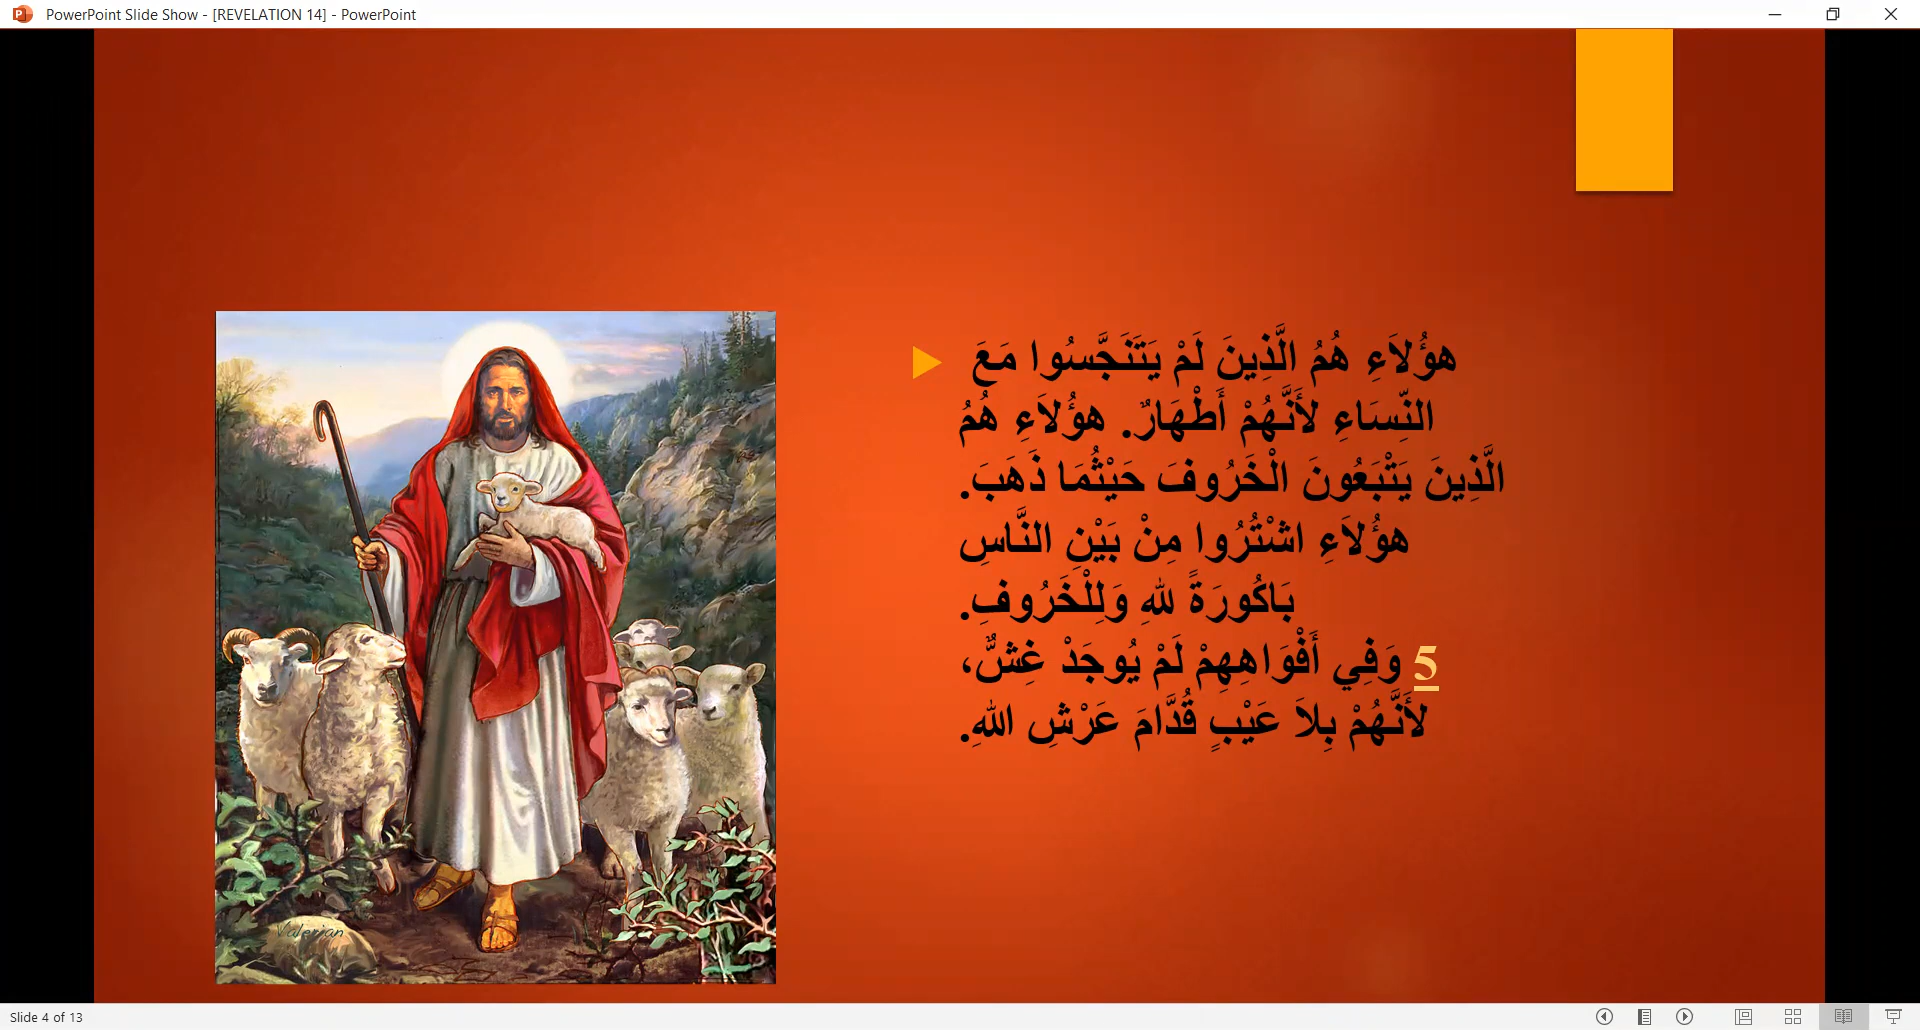 PowerPoint Slide Show - [REVELATION 14] - PowerPoint
هؤُلاَءِ هُمُ الَّذِينَ لَمْ يَتَنَجَّسُوا مَعَ
النِّسَاءِ لأَنَّهُمْ أَطْهَارٌ. هؤُلاَءِ هُمُ
الَّذِينَ يَتْبَعُونَ الْخَرُوفَ حَيْثُمَا ذَهَبَ.
هؤُلاَءِ اشْتُرُوا مِنْ بَيْنِ النَّاسِ
بَاكُورَةً للهِ وَلِلْخَرُوفِ.
5 وَفِي أَفْوَاهِهِمْ لَمْ يُوجَدْ غِشٌّ،
لأَنَّهُمْ بِلاَ عَيْبٍ قُدَّامَ عَرْشِ اللهِ.
Valerian
Slide 4 of 13